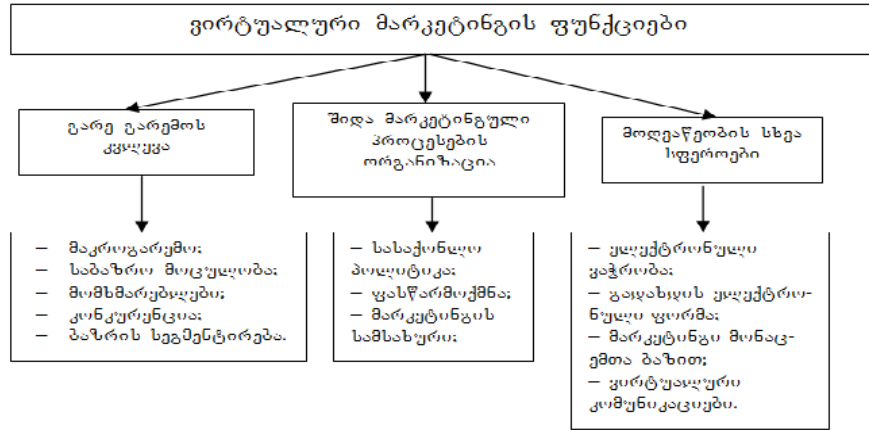 ვირტუალური მარკეტინგის ფუნქციები
გარე გარემოს
კვლევა
შიდა მარკეტინგული
პროცესების
ორგანიზაცია
მოღვაწეობის სხვა
სფეროები
– მაკროგარემო;
– საბაზრო მოცულობა;
– მომხმარებლები;
– კონკურენცია;
– ბაზრის სეგმენტირება.
– სასაქონლო
პოლიტიკა;
– ფასწარმოქმნა;
– მარკეტინგის
სამსახური;
– ელექტრონული
ვაჭრობა;
– გადახდის ელექტრო-
ნული ფორმა;
– მარკეტინგი მონაც-
ემთა ბაზით;
– ვირტუალური
კომუნიკაციები.